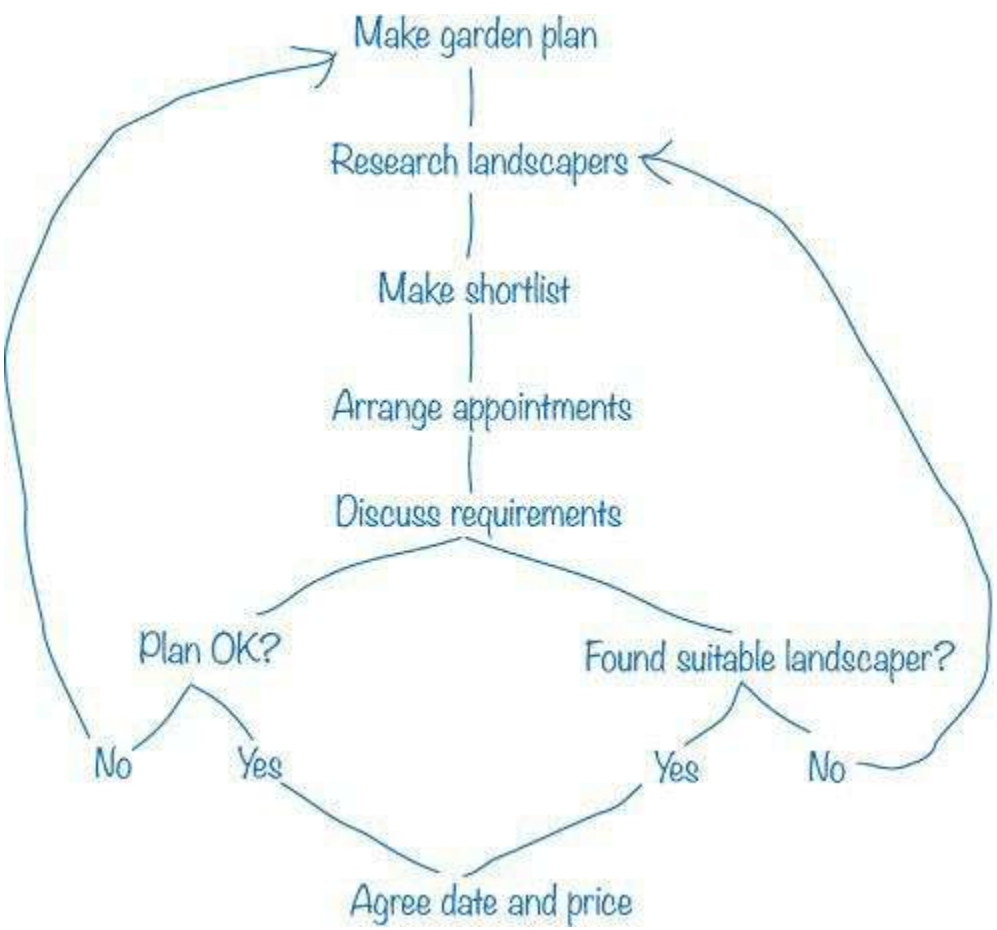 Make garden plan
Research landscapers
Make shortlist
Arrange appointments
Discuss requirements
Plan OK?
Found suitable landscaper?
No
Yes
Yes
No
Agree date and price